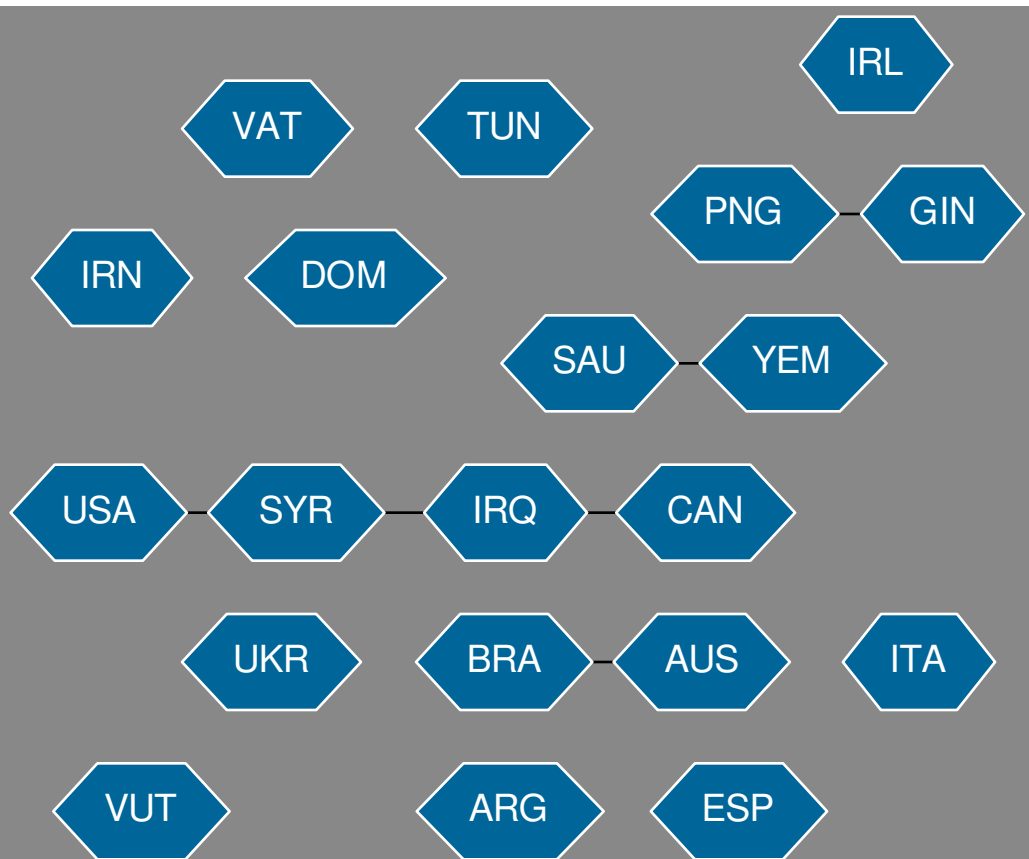 IRL
VAT TUN
PNG GIN
IRN DOM
SAU YEM
USA SYR IRQ CAN
UKR BRA AUS ITA
VUT ARG ESP